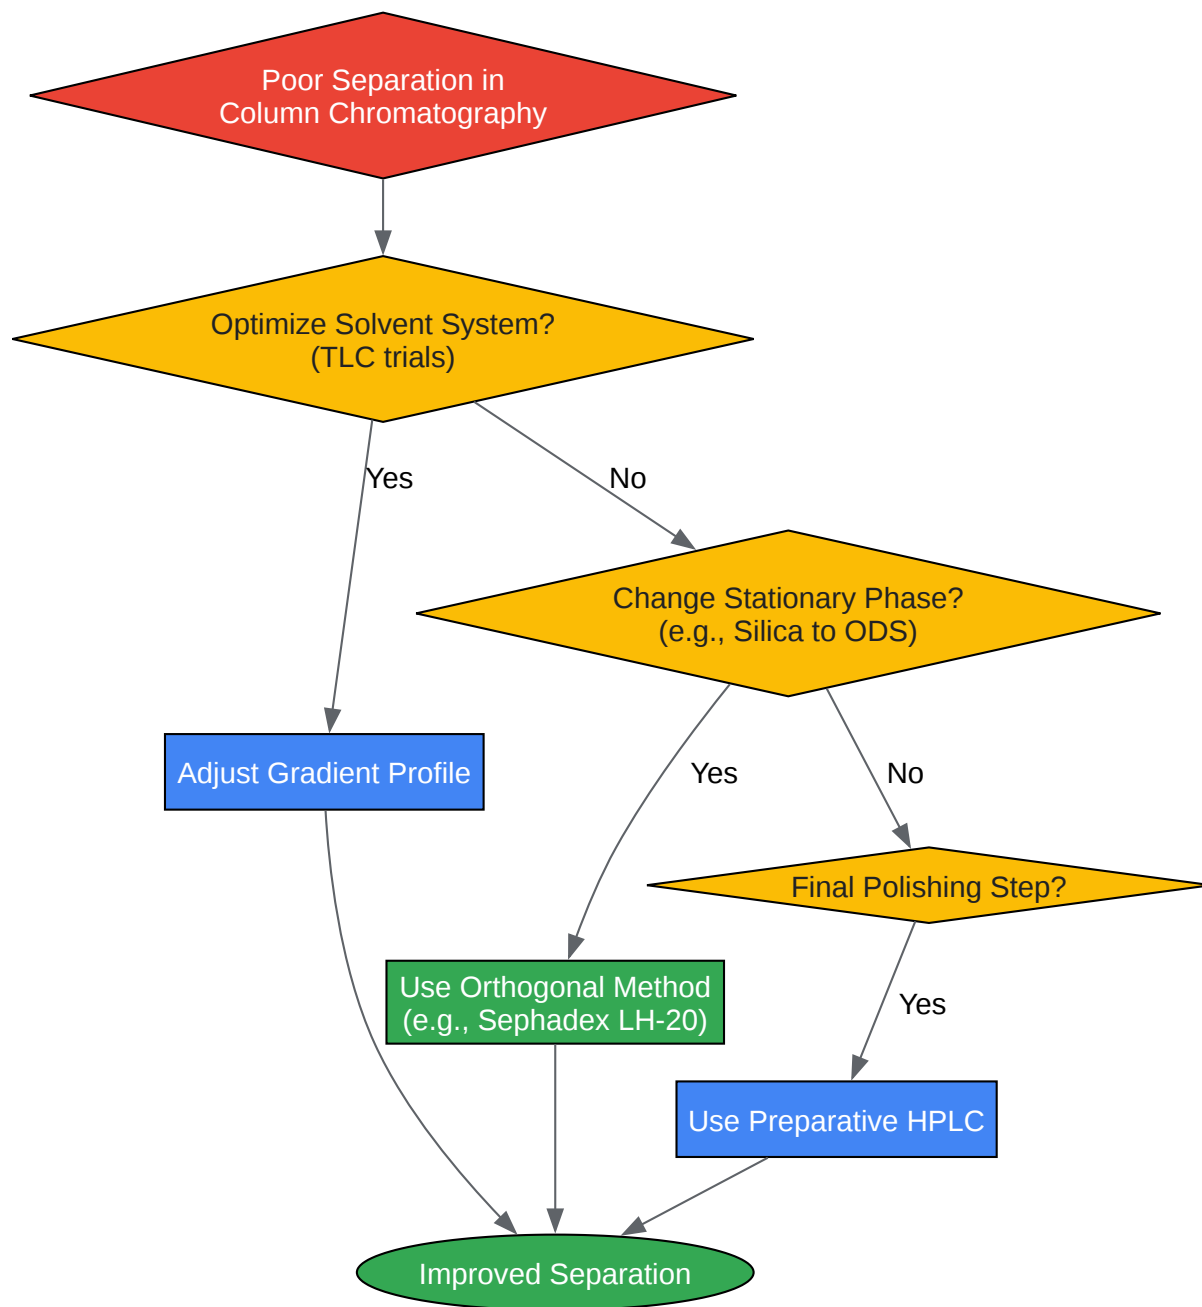 Poor Separation in
Column Chromatography
Optimize Solvent System?
(TLC trials)
Yes
No
Change Stationary Phase?
(e.g., Silica to ODS)
Adjust Gradient Profile
Yes
No
Final Polishing Step?
Use Orthogonal Method
(e.g., Sephadex LH-20)
Yes
Use Preparative HPLC
Improved Separation